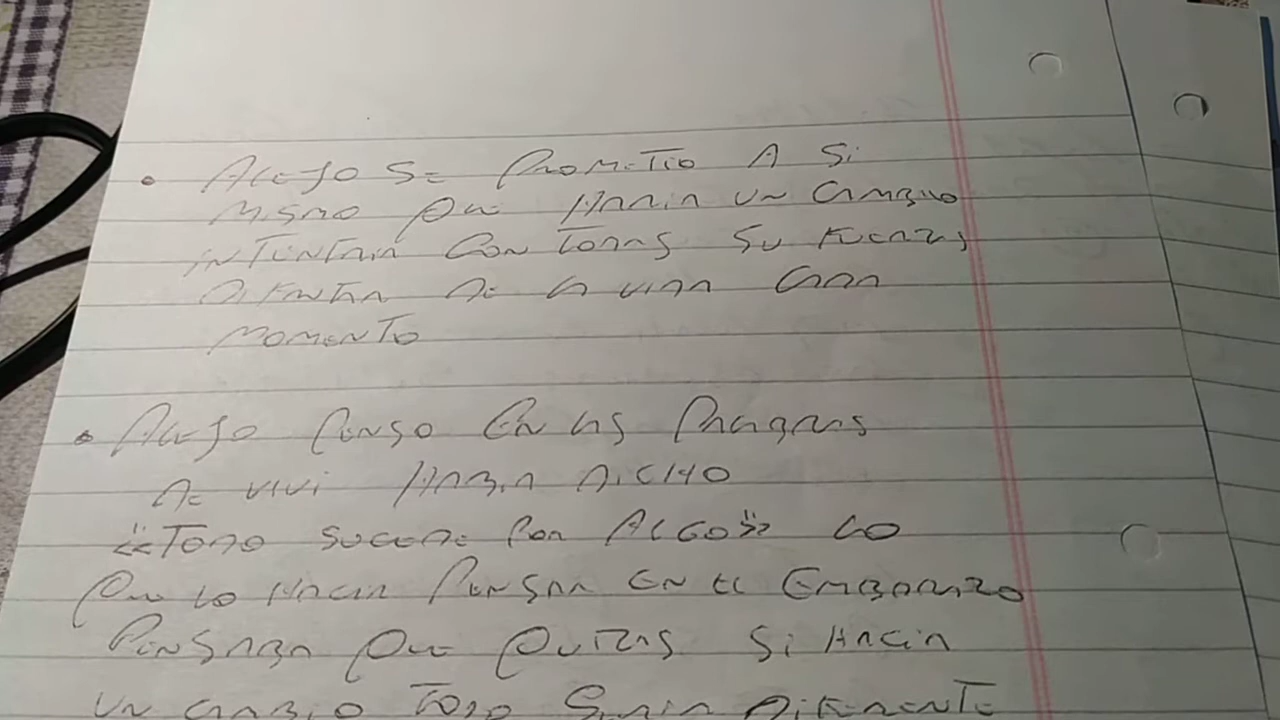 • Alejo se prometio a si
mismo que haria un cambio
intentaria con todas su fuerzas
disfrutar de la vida cada
momento
• Alejo penso en las palabras
de vivi habia dicho
"«Todo sucede por algo»" lo
que lo hacia pensar en el embarazo
Pensaba que quizas si hacia
un cambio todo seria diferente